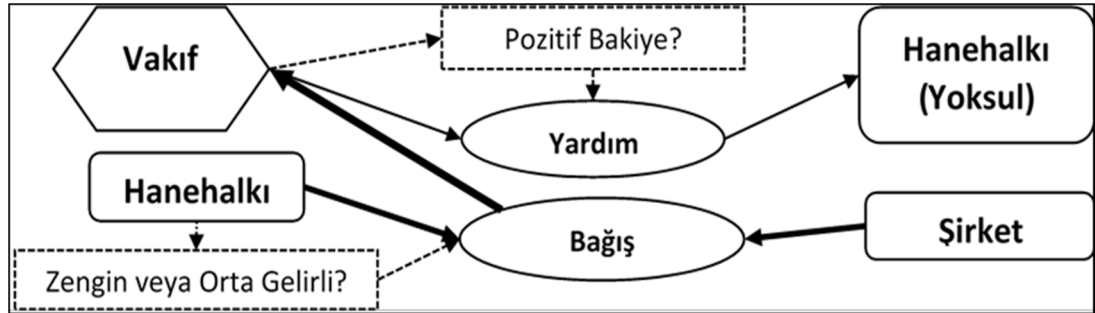 Vakıf
Pozitif Bakiye?
Hanehalkı
(Yoksul)
Yardım
Hanehalkı
Bağış
Şirket
Zengin veya Orta Gelirli?